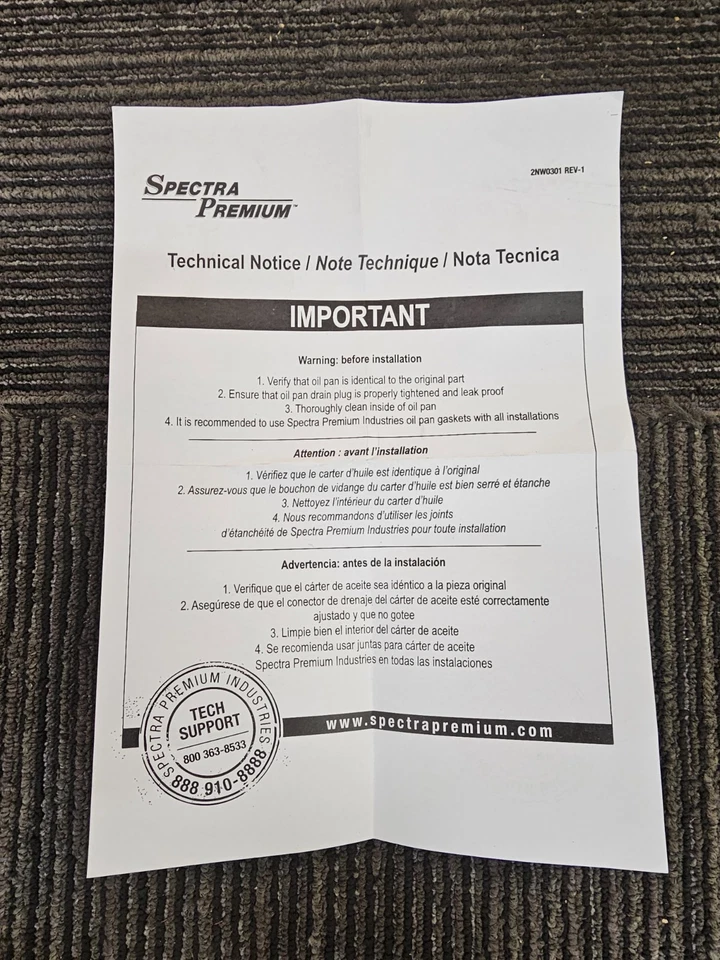 2NW0301 REV-1
SPECTRA
PREMIUM™
Technical Notice / Note Technique / Nota Tecnica
IMPORTANT
Warning: before installation
1. Verify that oil pan is identical to the original part
2. Ensure that oil pan drain plug is properly tightened and leak proof
3. Thoroughly clean inside of oil pan
4. It is recommended to use Spectra Premium Industries oil pan gaskets with all installations
Attention : avant l'installation
1. Vérifiez que le carter d'huile est identique à l'original
2. Assurez-vous que le bouchon de vidange du carter d'huile est bien serré et étanche
3. Nettoyez l'intérieur du carter d'huile
4. Nous recommandons d'utiliser les joints
d'étanchéité de Spectra Premium Industries pour toute installation
Advertencia: antes de la instalación
1. Verifique que el cárter de aceite sea idéntico a la pieza original
2. Asegúrese de que el conector de drenaje del cárter de aceite esté correctamente
ajustado y que no gotee
3. Limpie bien el interior del cárter de aceite
4. Se recomienda usar juntas para cárter de aceite
Spectra Premium Industries en todas las instalaciones
SPECTRA PREMIUM INDUSTRIES
TECH
SUPPORT
800 363-8533
888 910-8888
www.spectrapremium.com